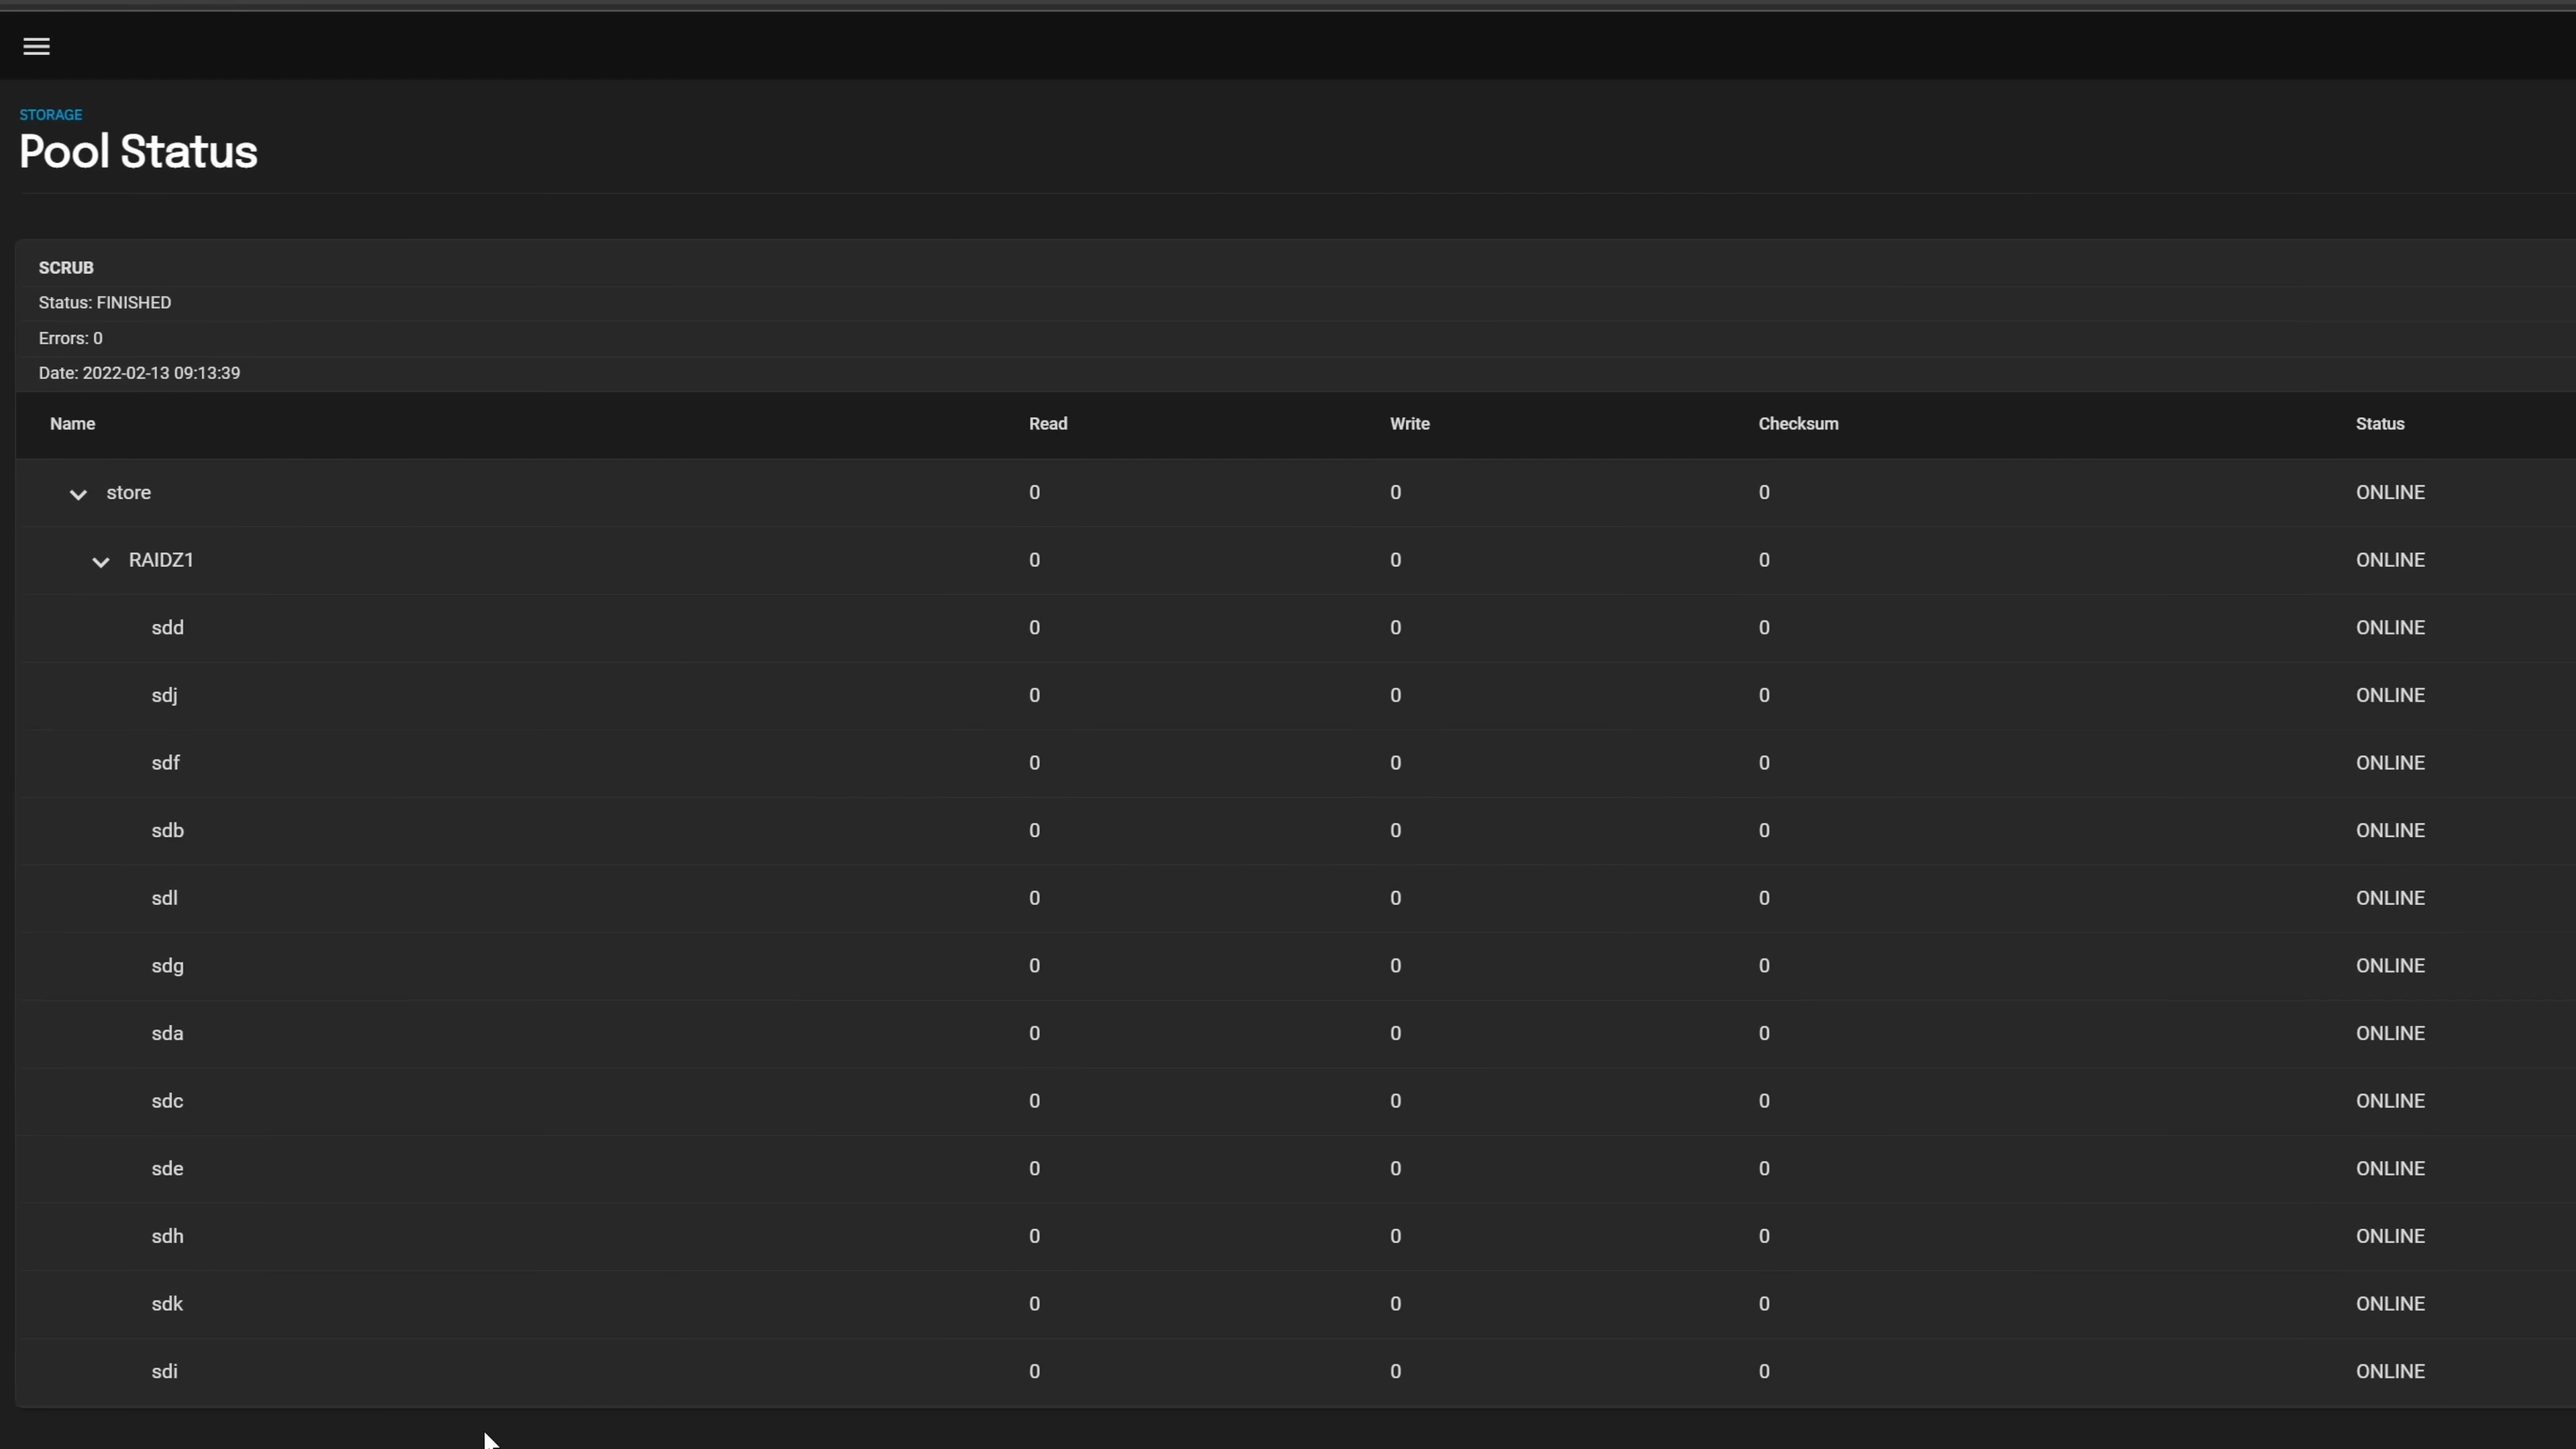 STORAGE
Pool Status
SCRUB
Status: FINISHED
Errors: 0
Date: 2022-02-13 09:13:39
Name Read Write Checksum Status
store 0 0 0 ONLINE
RAIDZ1 0 0 0 ONLINE
sdd 0 0 0 ONLINE
sdj 0 0 0 ONLINE
sdf 0 0 0 ONLINE
sdb 0 0 0 ONLINE
sdl 0 0 0 ONLINE
sdg 0 0 0 ONLINE
sda 0 0 0 ONLINE
sdc 0 0 0 ONLINE
sde 0 0 0 ONLINE
sdh 0 0 0 ONLINE
sdk 0 0 0 ONLINE
sdi 0 0 0 ONLINE